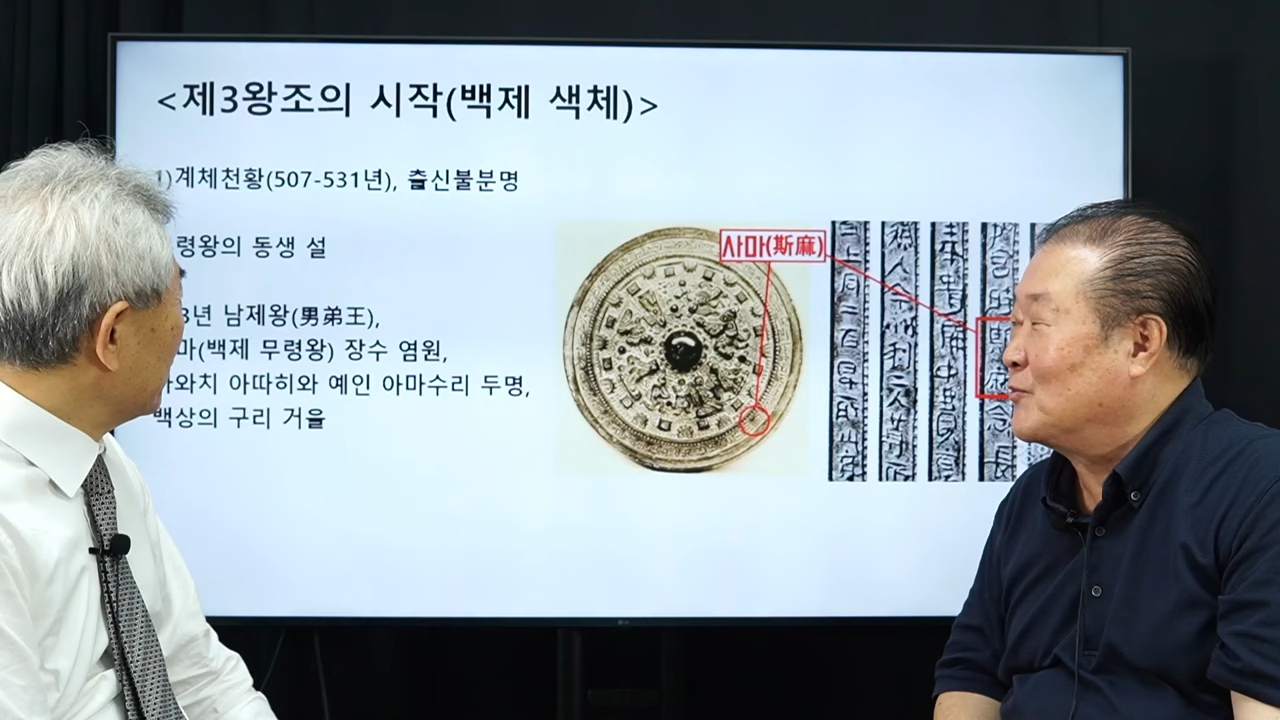 <제3왕조의 시작(백제 색체)>
1)계체천황(507-531년), 출신불분명
령왕의 동생 설
3년 남제왕(男弟王),
마(백제 무령왕) 장수 염원,
와치 아따히와 예인 아마수리 두명,
백상의 구리 거울
사마(斯麻)
LG